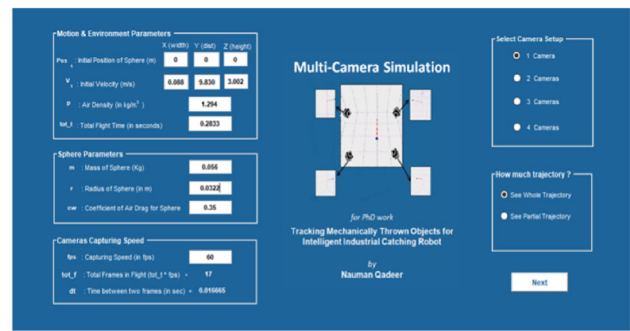 Motion & Environment Parameters
X (width) Y (dist) Z (height)
Pos : Initial Position of Sphere (m) 0 0 0
V : Initial Velocity (m/s) 0.088 9.830 3.002
: Air Density (in kg/m³ ) 1.294
tot_t : Total Flight Time (in seconds) 0.2833
Sphere Parameters
m : Mass of Sphere (Kg) 0.056
r : Radius of Sphere (in m) 0.0322
cw : Coefficient of Air Drag for Sphere 0.35
Cameras Capturing Speed
fps : Capturing Speed (in fps) 60
tot_f : Total Frames in Flight (tot_t * fps) = 17
dt : Time between two frames (in sec) = 0.016665
Multi-Camera Simulation
for PhD work
Tracking Mechanically Thrown Objects for
Intelligent Industrial Catching Robot
by
Nauman Qadeer
Select Camera Setup
1 Camera
2 Cameras
3 Cameras
4 Cameras
How much trajectory ?
See Whole Trajectory
See Partial Trajectory
Next